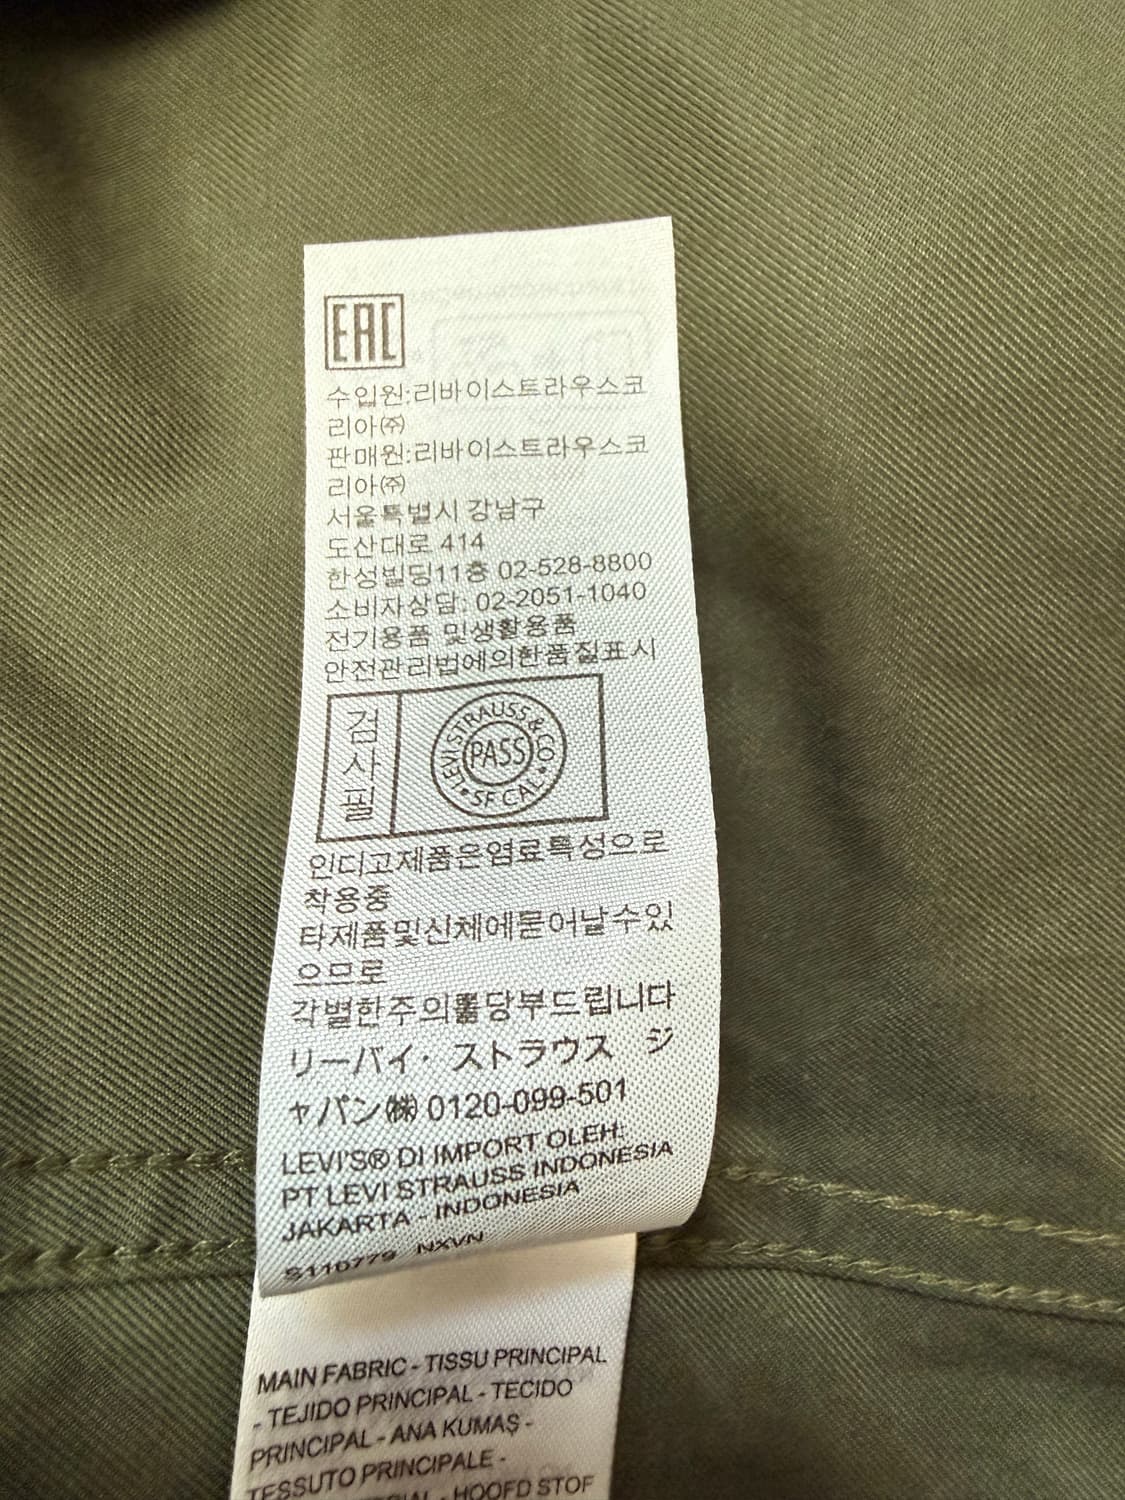 EAC
수입원:리바이스트라우스코
리아㈜
판매원:리바이스트라우스코
리아㈜
서울특별시 강남구
도산대로 414
한성빌딩11층 02-528-8800
소비자상담: 02-2051-1040
전기용품 및생활용품
안전관리법에의한품질표시
검사필
LEVI STRAUSS & CO
PASS
SF CAL
인디고제품은염료특성으로
착용중
타제품및신체에묻어날수있
으므로
각별한주의를당부드립니다
リーバイ・ストラウス ジ
ャパン㈱ 0120-099-501
LEVI'S® DI IMPORT OLEH:
PT LEVI STRAUSS INDONESIA
JAKARTA - INDONESIA
S110779 NXVN
MAIN FABRIC - TISSU PRINCIPAL
- TEJIDO PRINCIPAL - TECIDO
PRINCIPAL - ANA KUMAŞ -
TESSUTO PRINCIPALE -
- HOOFD STOF